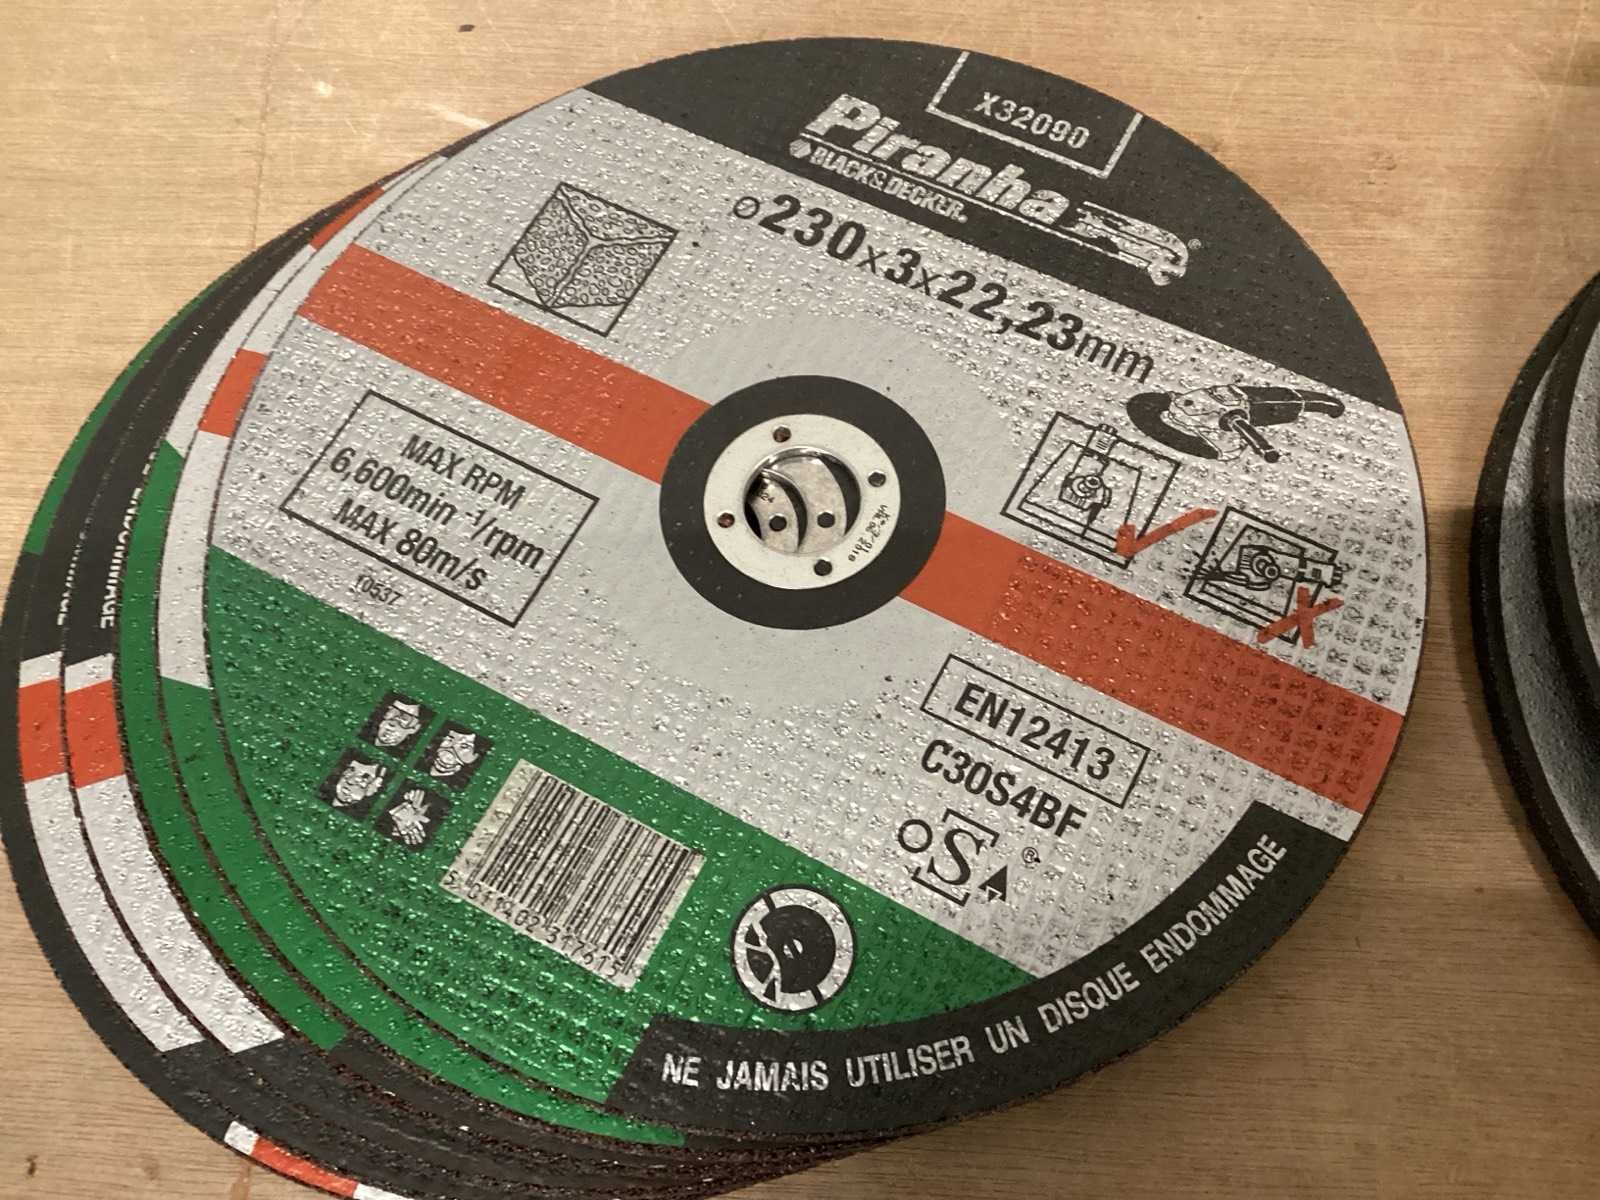 X32090
Piranha
BLACK&DECKER®
⌀230x3x22,23mm
MAX RPM
6,600min⁻¹/rpm
MAX 80m/s
10537
EN12413
C30S4BF
S
®
NE JAMAIS UTILISER UN DISQUE ENDOMMAGE